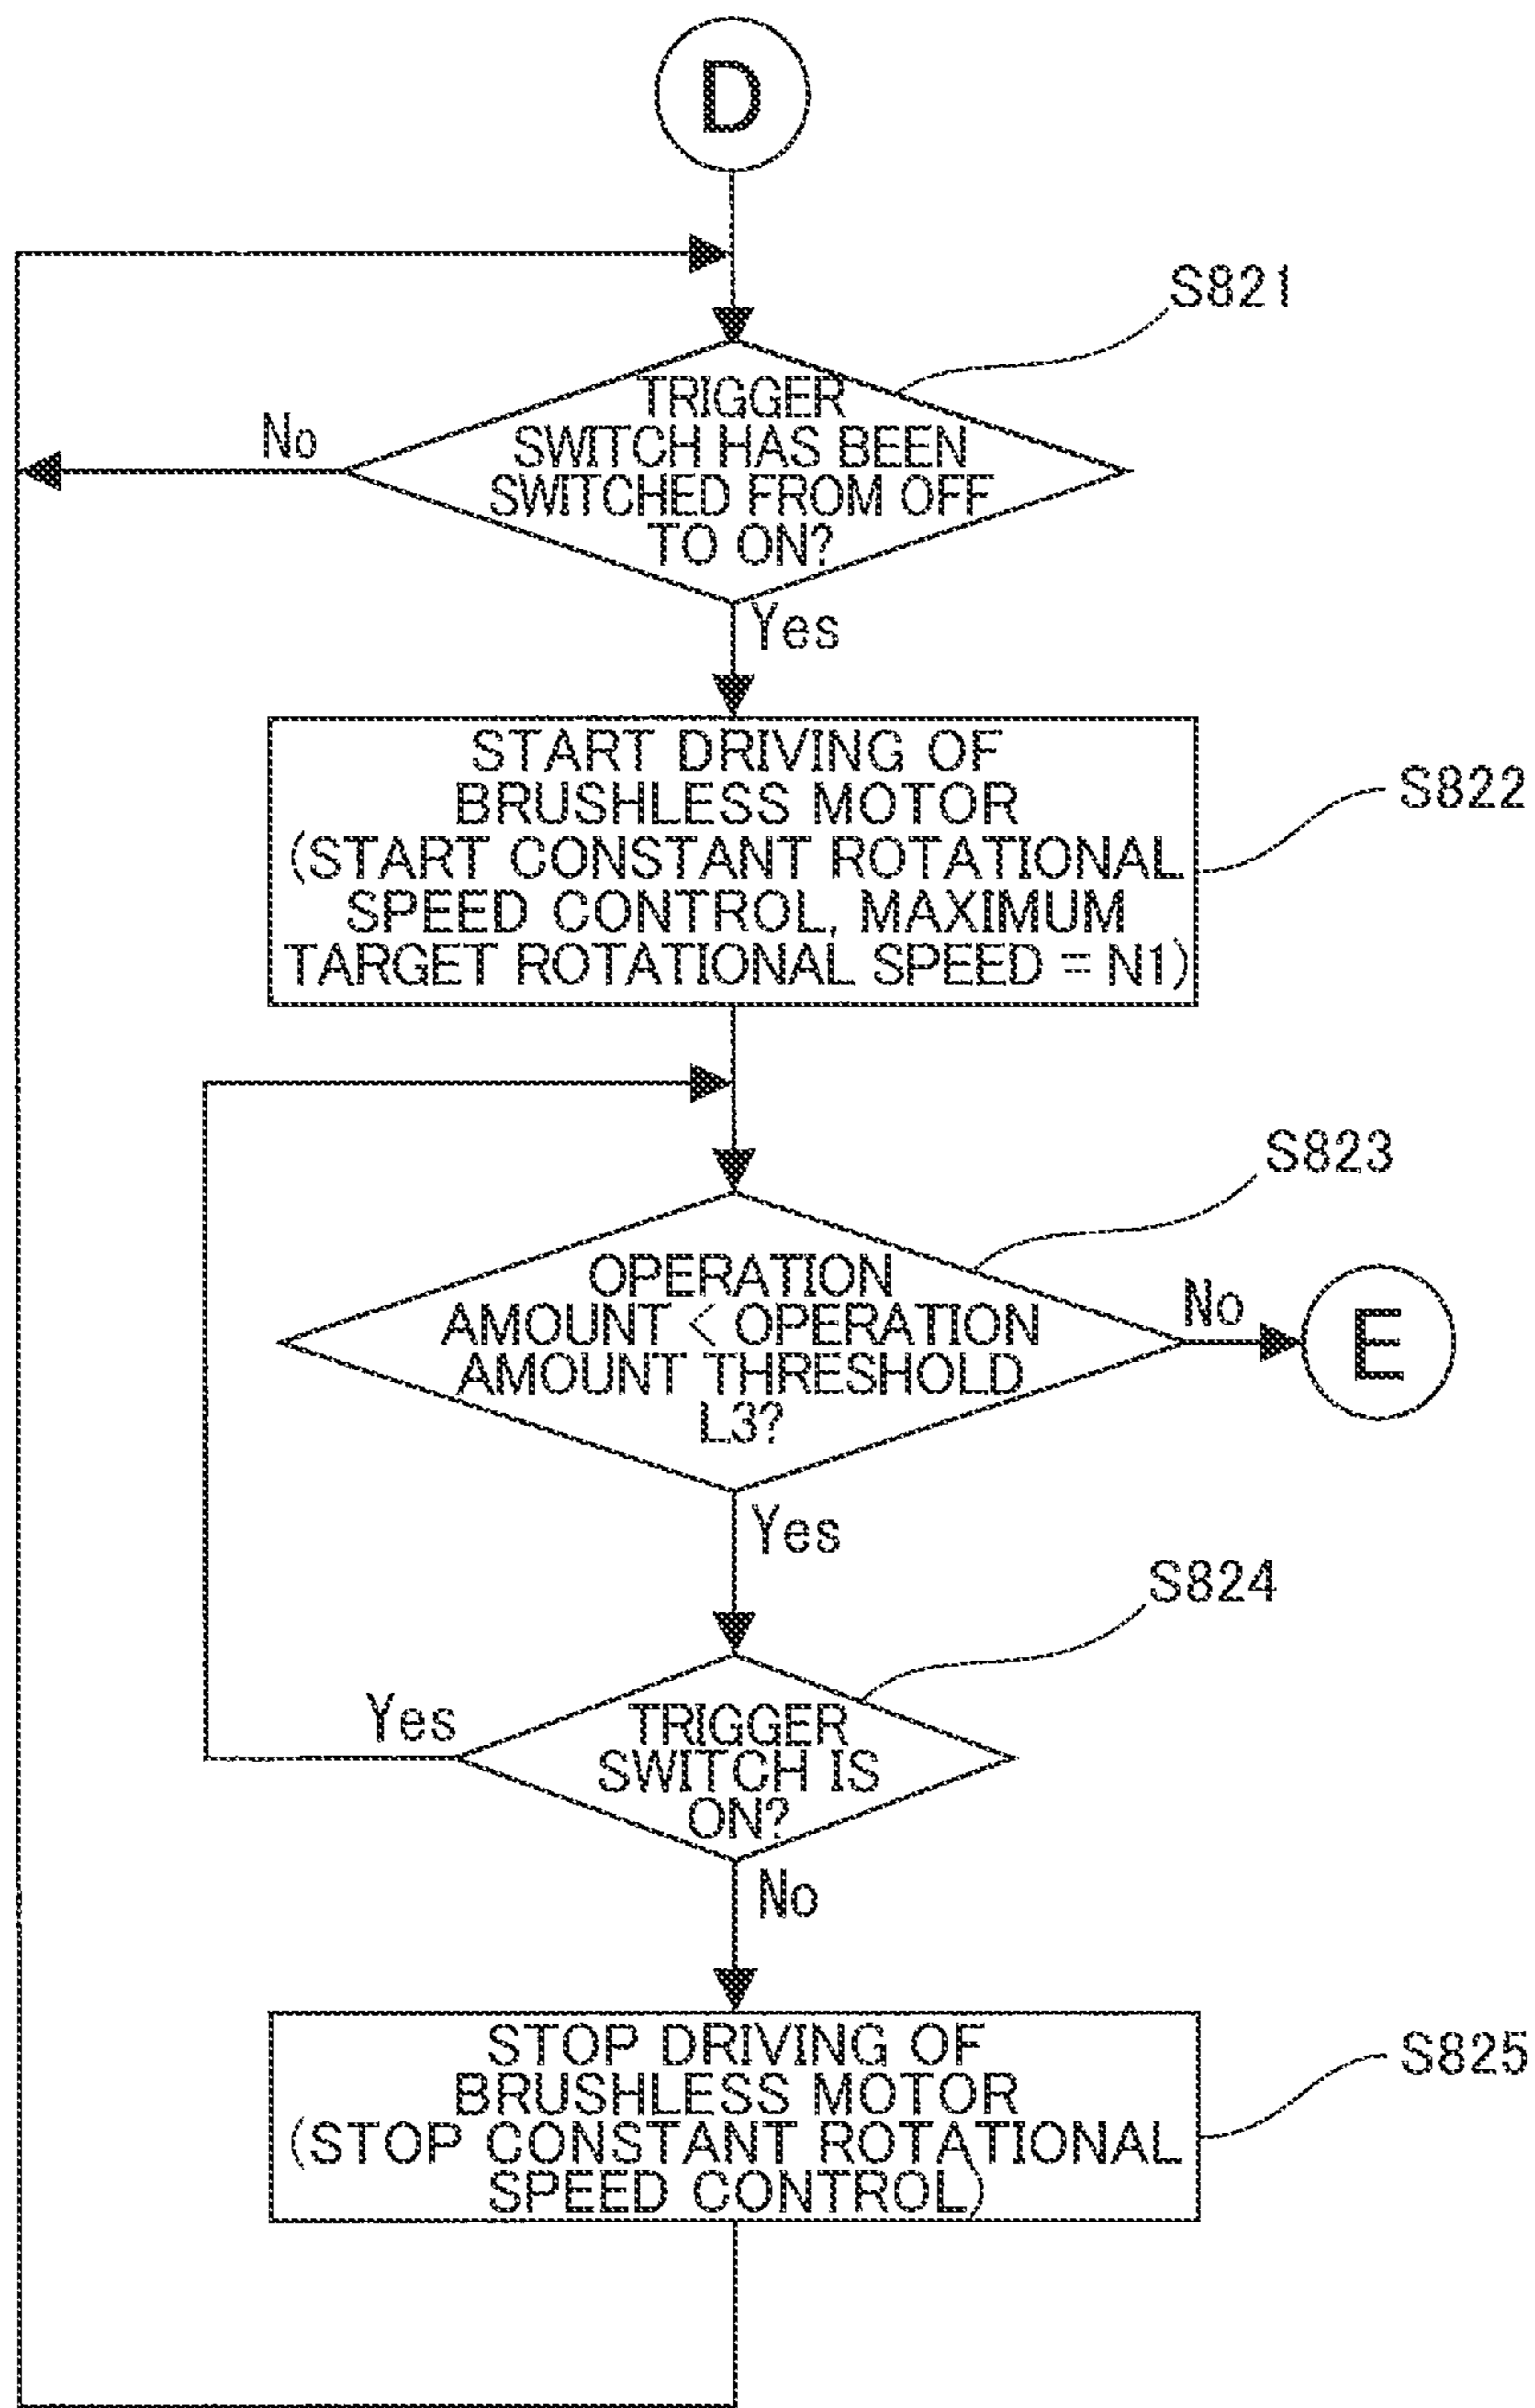 D
S821
No
TRIGGER
SWITCH HAS BEEN
SWITCHED FROM OFF
TO ON?
Yes
START DRIVING OF
BRUSHLESS MOTOR
(START CONSTANT ROTATIONAL
SPEED CONTROL, MAXIMUM
TARGET ROTATIONAL SPEED = N1)
S822
S823
OPERATION
AMOUNT < OPERATION
AMOUNT THRESHOLD
L3?
No
E
Yes
S824
Yes
TRIGGER
SWITCH IS
ON?
No
STOP DRIVING OF
BRUSHLESS MOTOR
(STOP CONSTANT ROTATIONAL
SPEED CONTROL)
S825